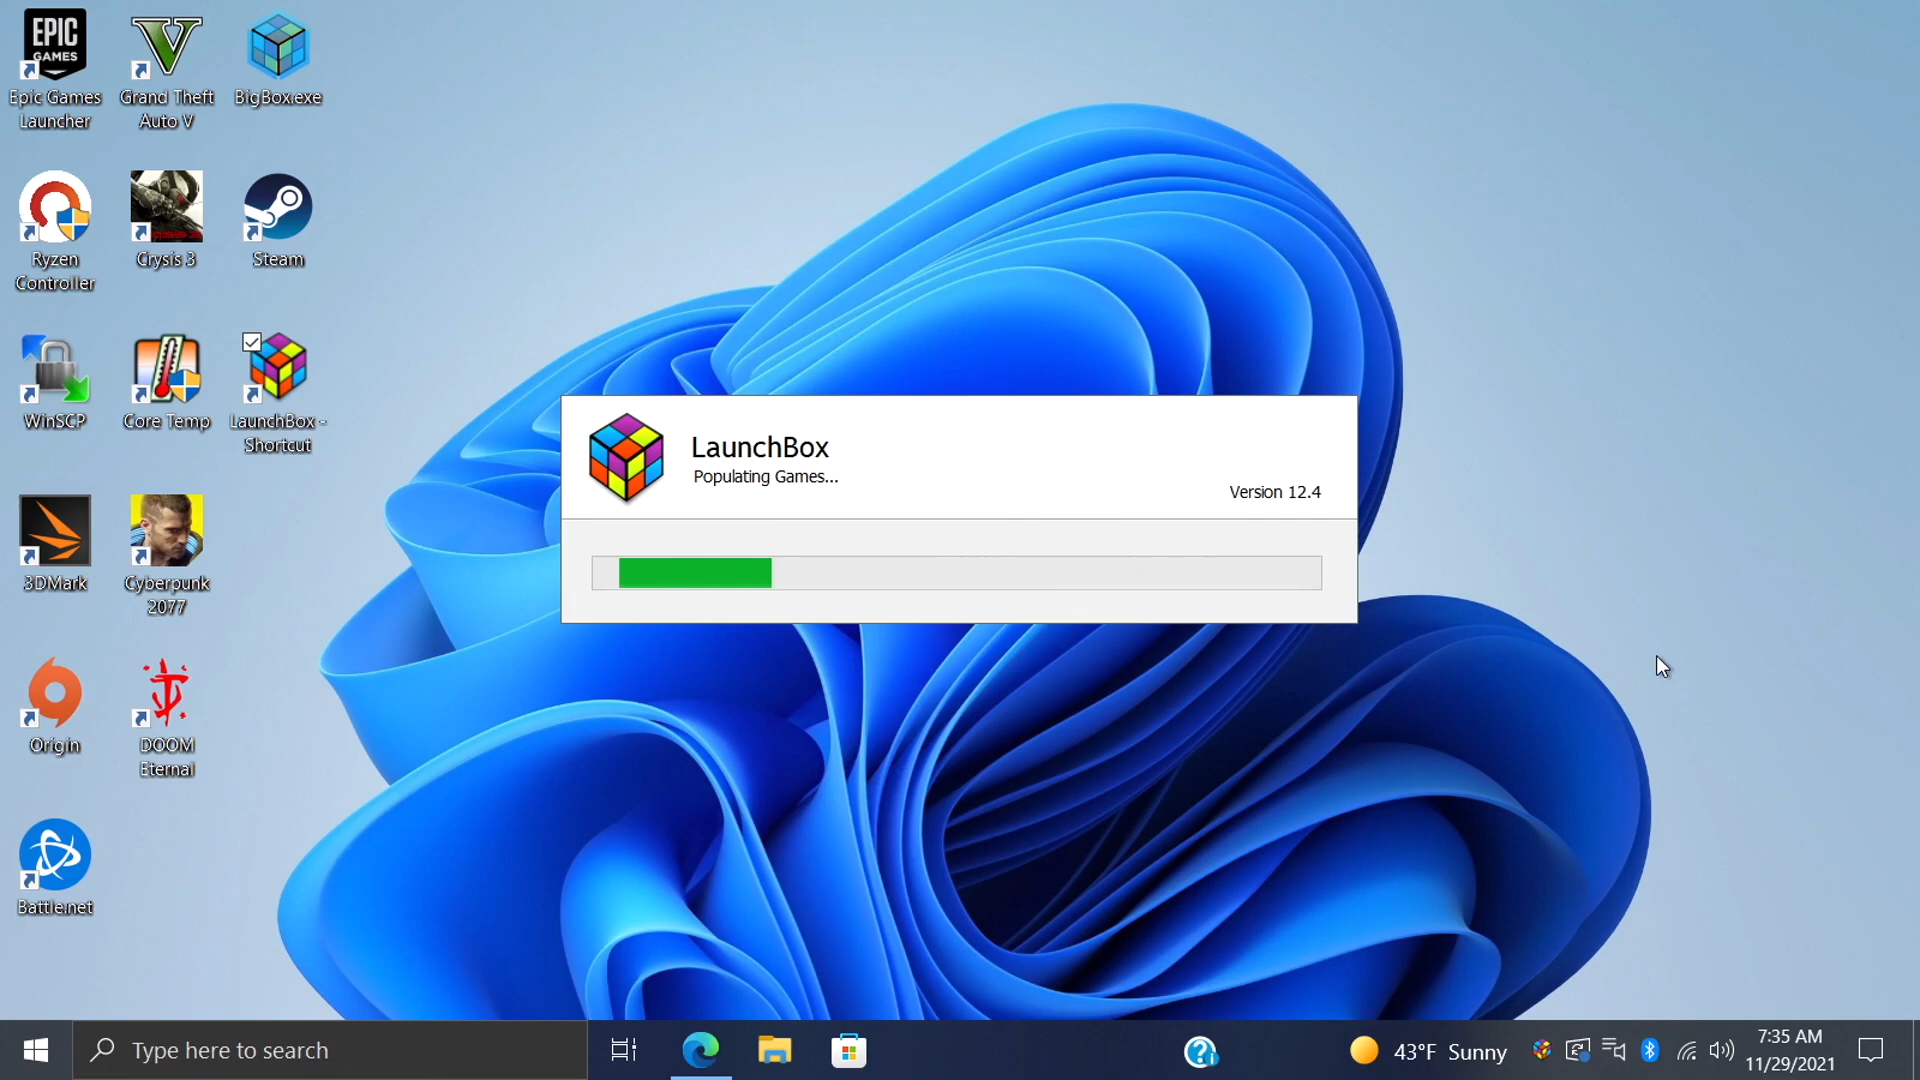 EPIC
GAMES
Epic Games
Launcher
Grand Theft
Auto V
BigBox.exe
Ryzen
Controller
Crysis 3
Steam
WinSCP
Core Temp
LaunchBox -
Shortcut
3DMark
Cyberpunk
2077
Origin
DOOM
Eternal
Battle.net
LaunchBox
Populating Games...
Version 12.4
Type here to search
43°F Sunny
7:35 AM
11/29/2021